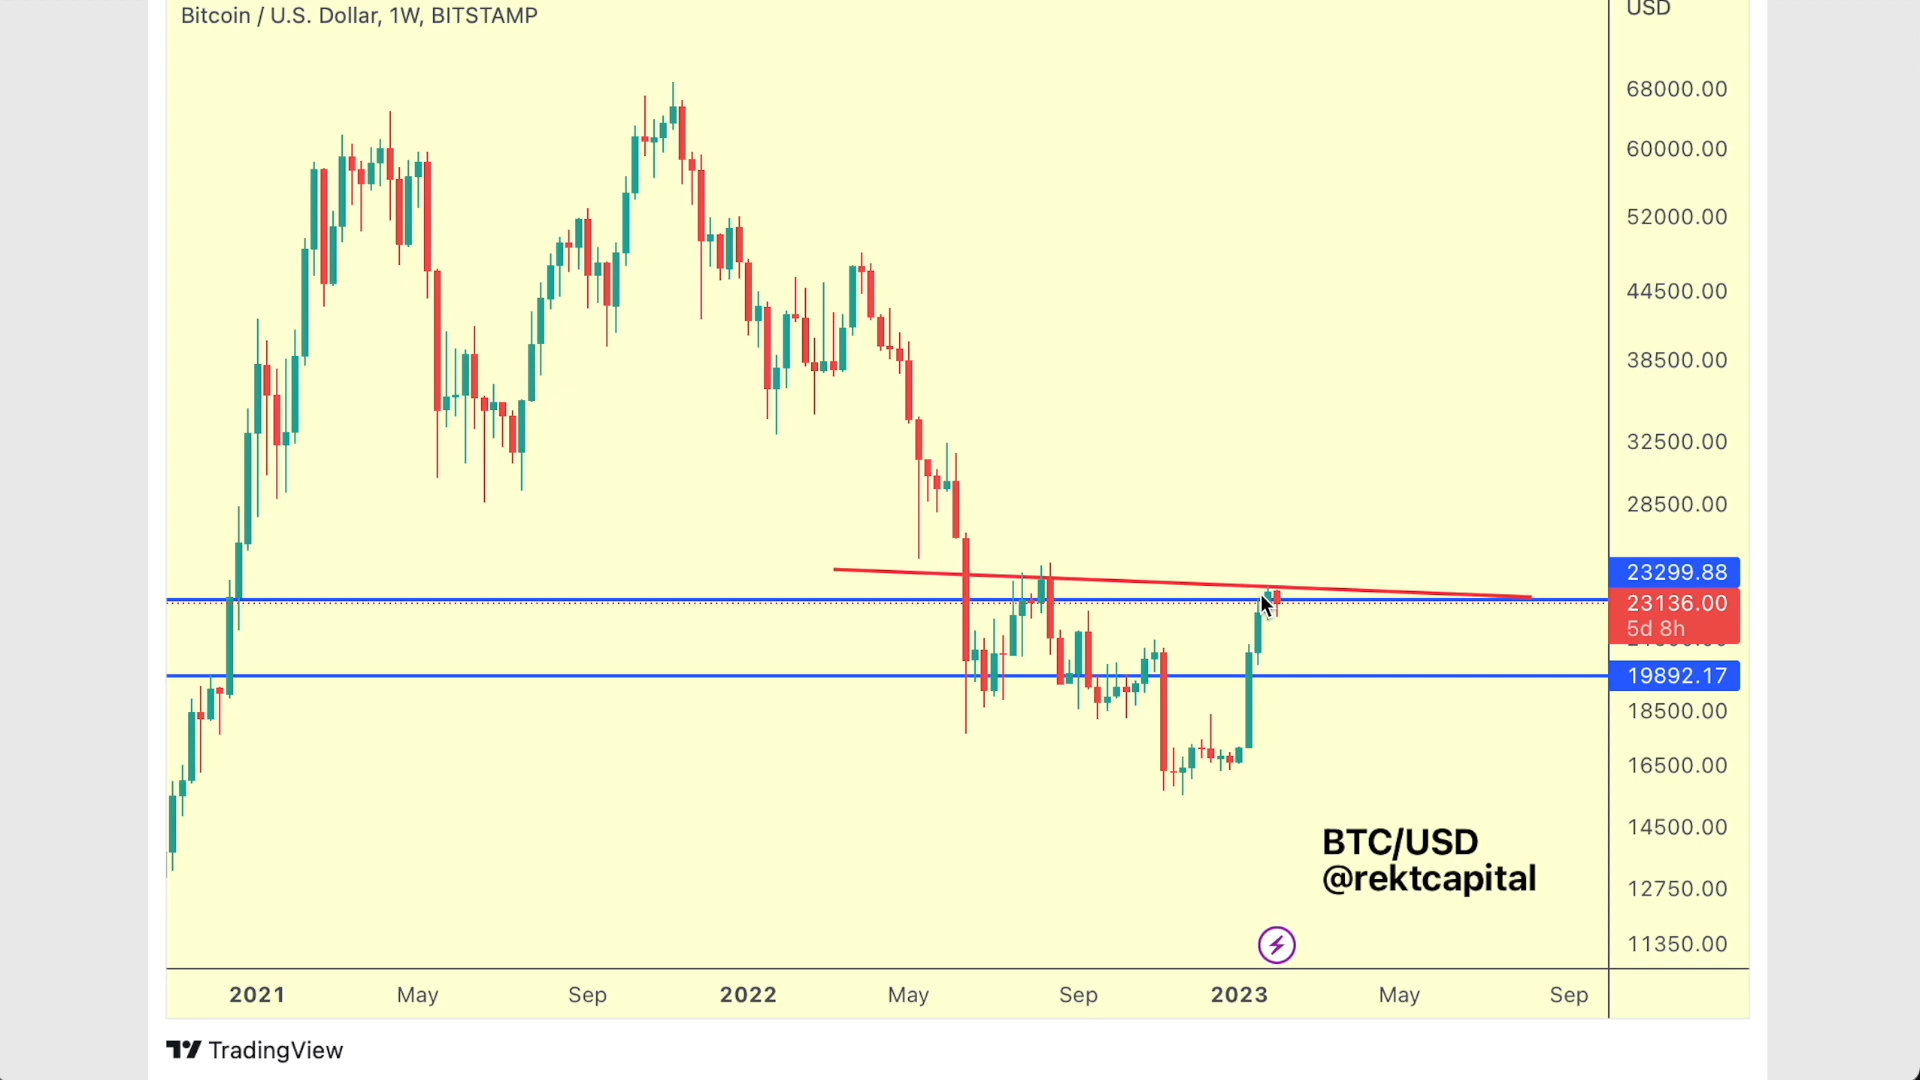 Bitcoin / U.S. Dollar, 1W, BITSTAMP
USD
68000.00
60000.00
52000.00
44500.00
38500.00
32500.00
28500.00
23299.88
23136.00
5d 8h
19892.17
18500.00
16500.00
14500.00
12750.00
11350.00
BTC/USD
@rektcapital
2021 May Sep 2022 May Sep 2023 May Sep
TradingView